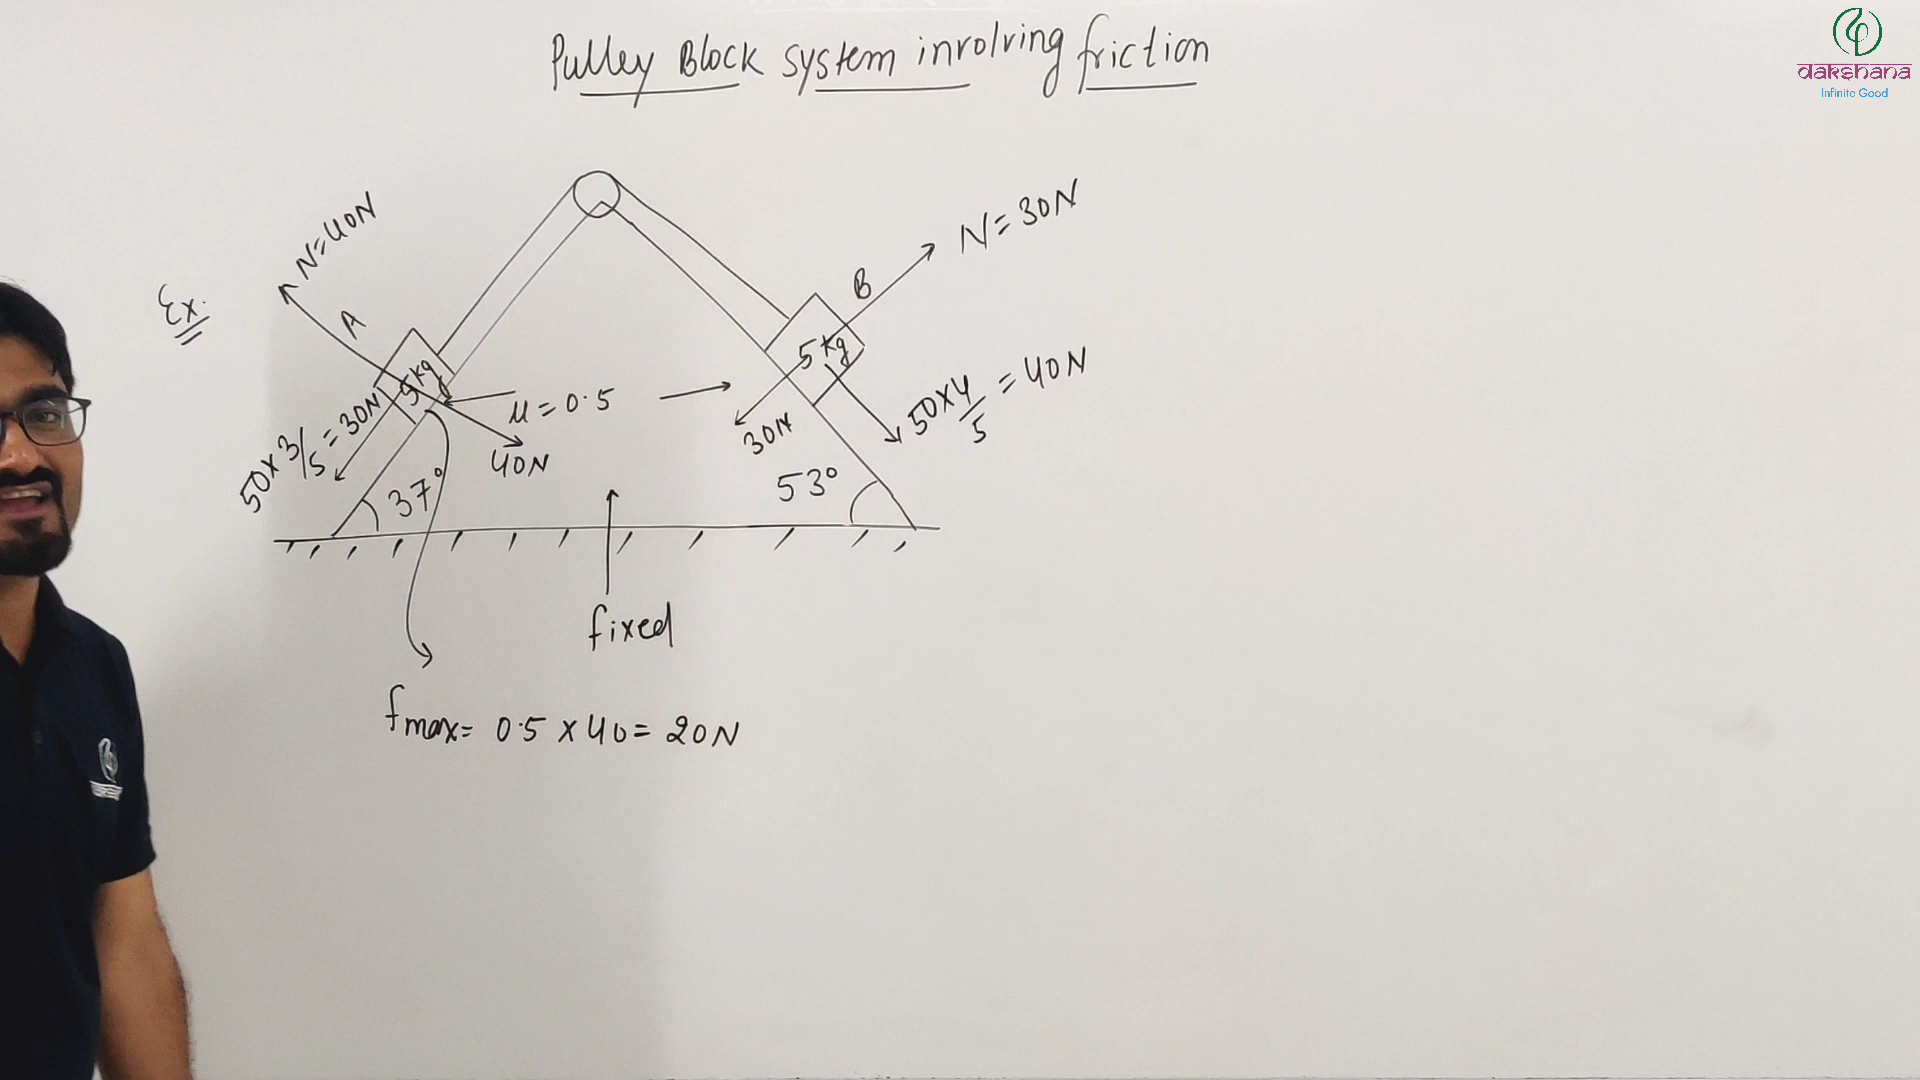 Pulley Block system involving friction
dakshana
Infinite Good
Ex.
N=40N
A
5kg
50×3/5=30N
40N
37°
μ=0.5
B
5kg
N=30N
30N
50×4/5=40N
53°
fixed
fmax= 0.5×40=20N